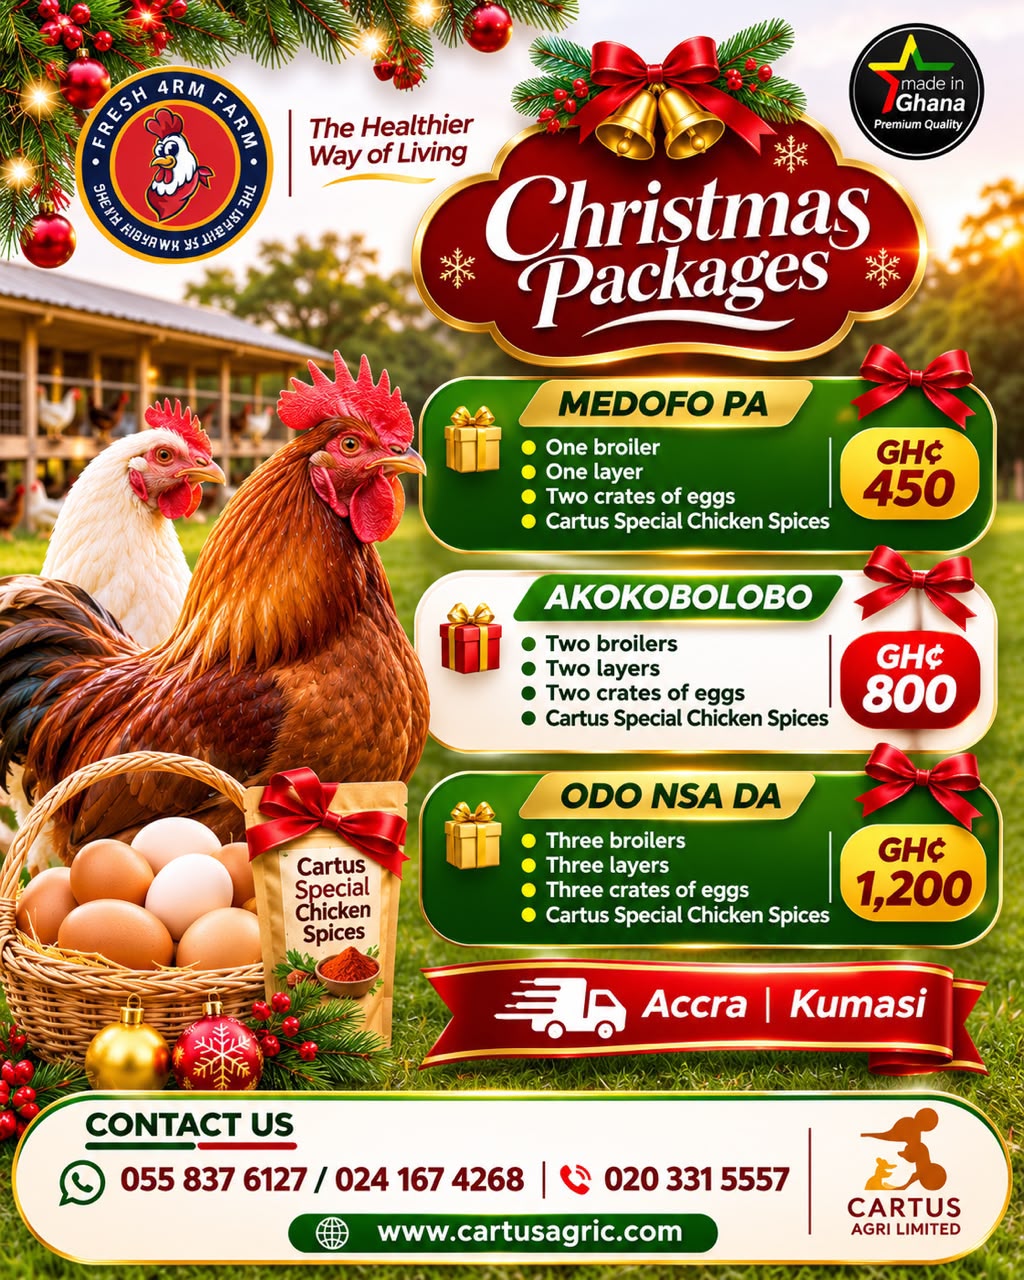 FRESH 4RM FARM
The Healthier
Way of Living
made in
Ghana
Premium Quality
Christmas
Packages
MEDOFO PA
One broiler
One layer
Two crates of eggs
Cartus Special Chicken Spices
GH₵
450
AKOKOBOLOBO
Two broilers
Two layers
Two crates of eggs
Cartus Special Chicken Spices
GH₵
800
ODO NSA DA
Three broilers
Three layers
Three crates of eggs
Cartus Special Chicken Spices
GH₵
1,200
Cartus
Special
Chicken
Spices
Accra | Kumasi
CONTACT US
055 837 6127 / 024 167 4268 | 020 331 5557
www.cartusagric.com
CARTUS
AGRI LIMITED